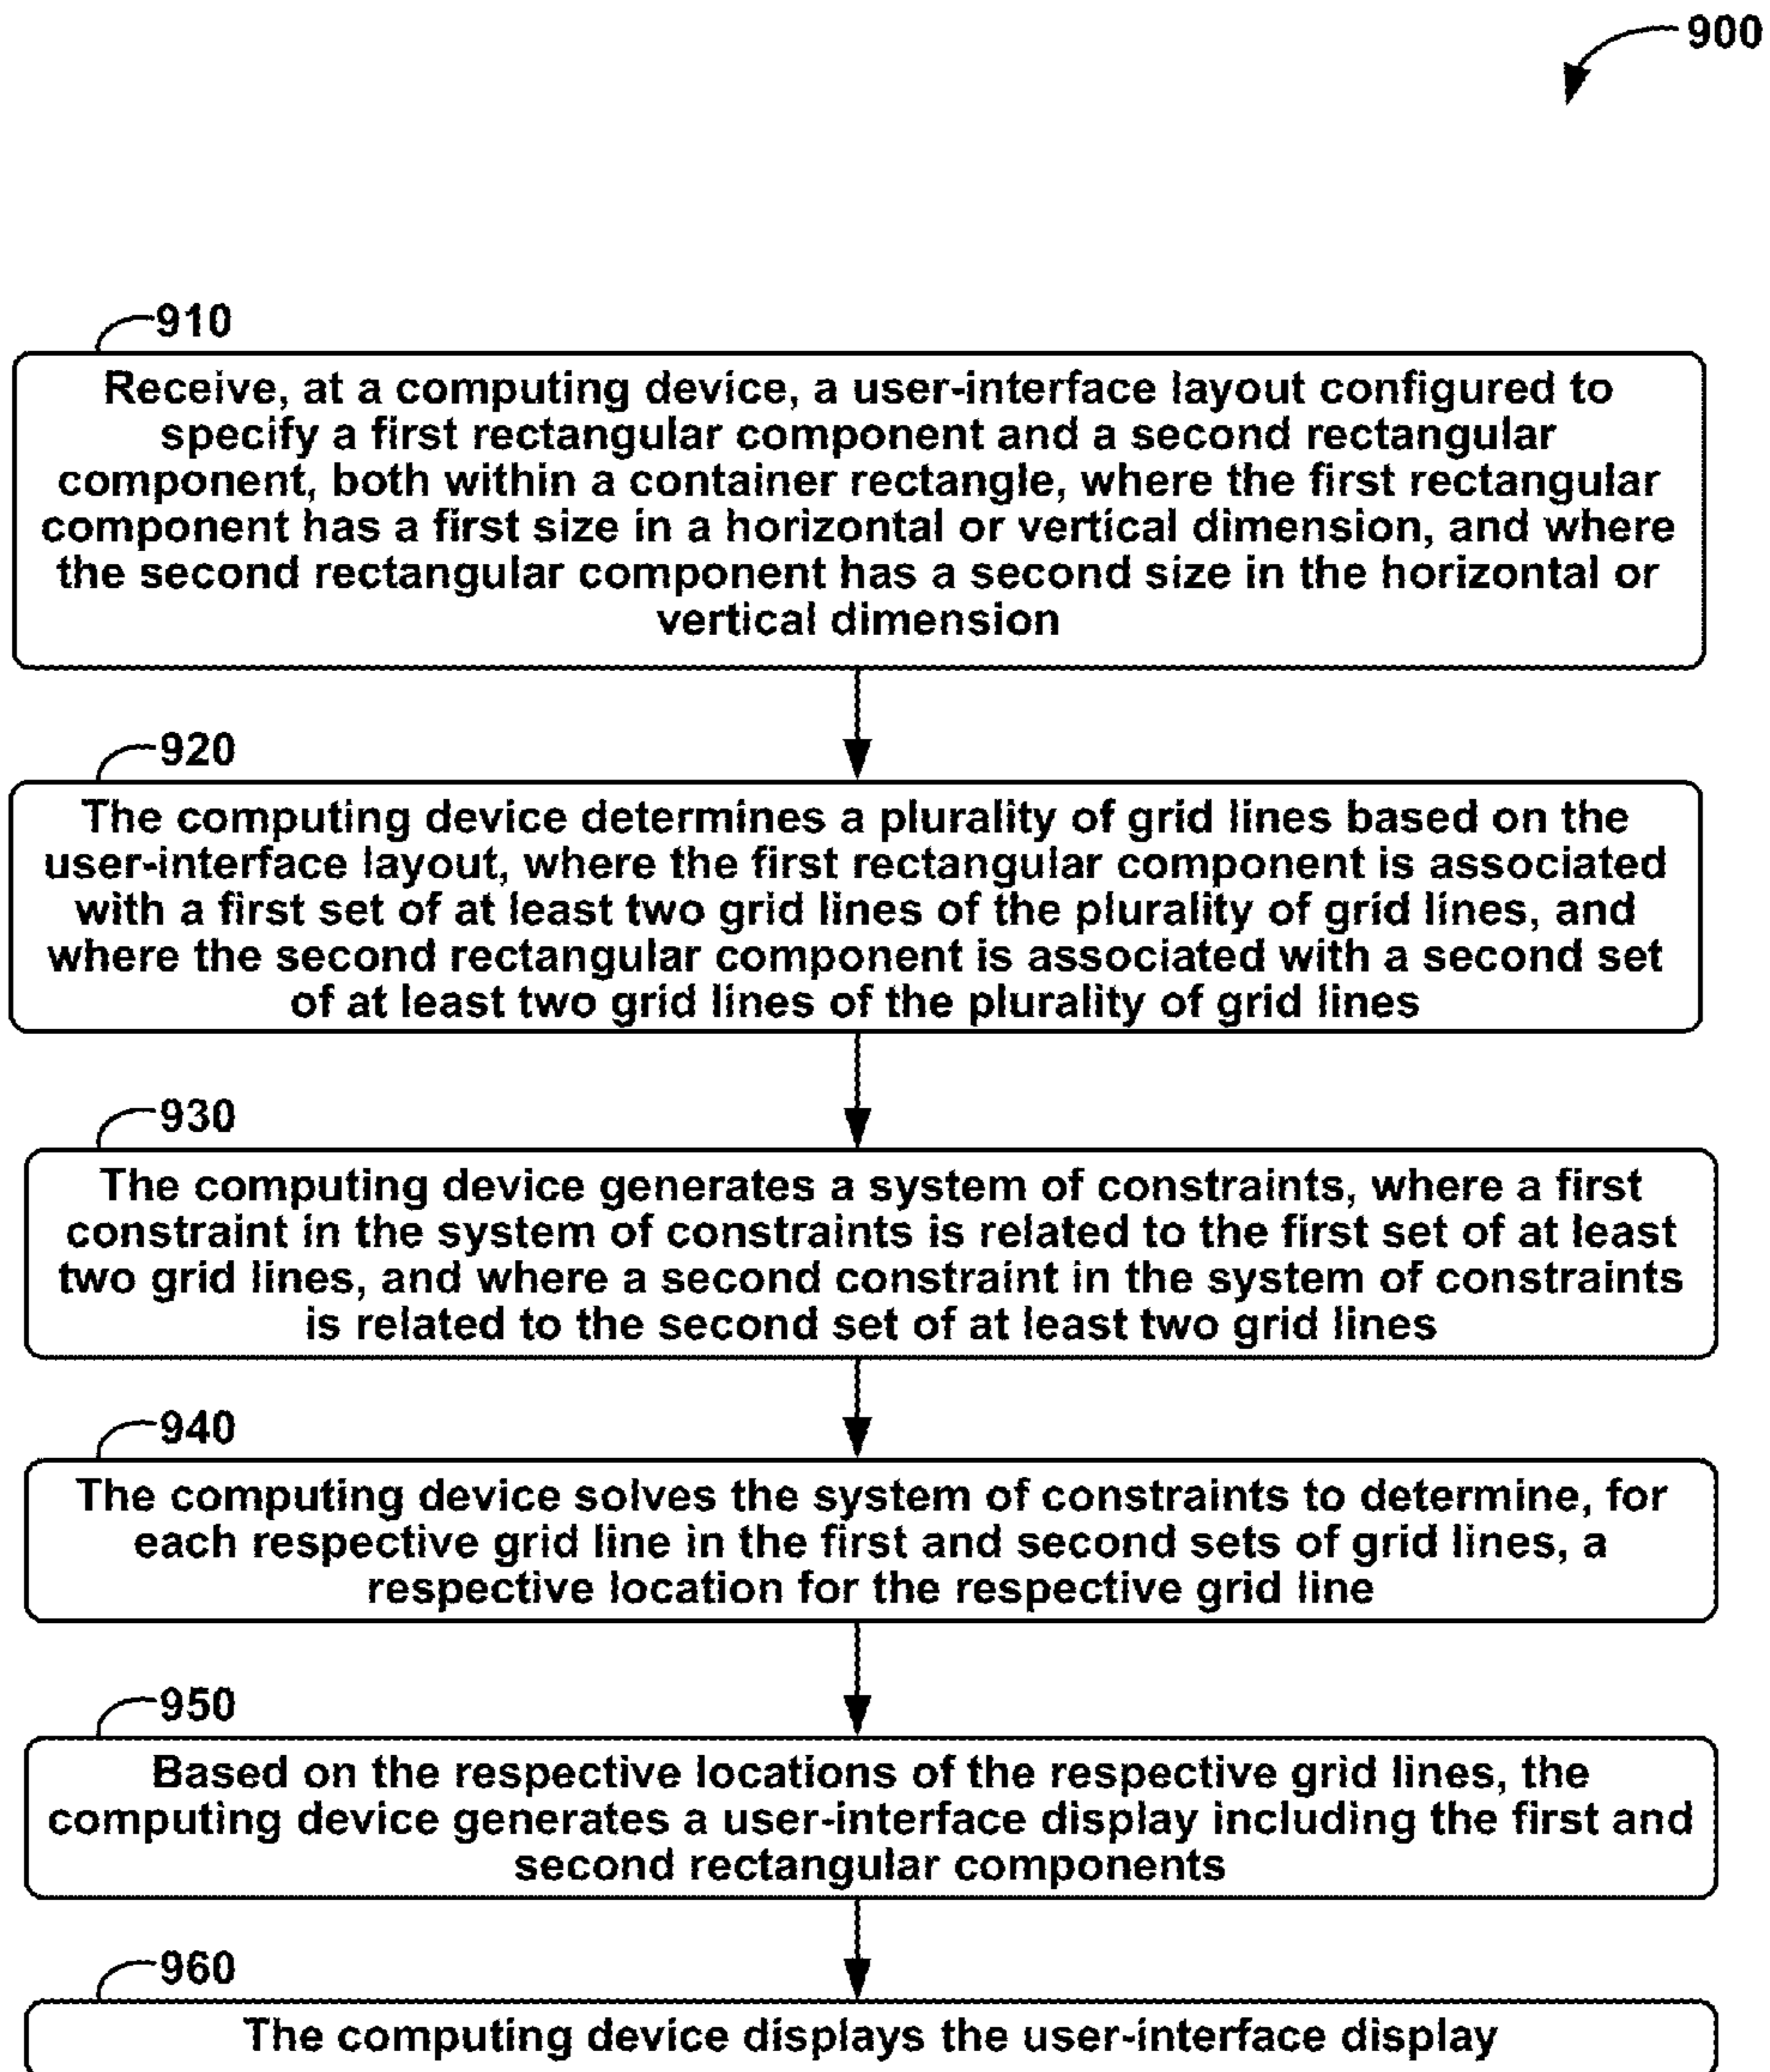 900
910
Receive, at a computing device, a user-interface layout configured to
specify a first rectangular component and a second rectangular
component, both within a container rectangle, where the first rectangular
component has a first size in a horizontal or vertical dimension, and where
the second rectangular component has a second size in the horizontal or
vertical dimension
920
The computing device determines a plurality of grid lines based on the
user-interface layout, where the first rectangular component is associated
with a first set of at least two grid lines of the plurality of grid lines, and
where the second rectangular component is associated with a second set
of at least two grid lines of the plurality of grid lines
930
The computing device generates a system of constraints, where a first
constraint in the system of constraints is related to the first set of at least
two grid lines, and where a second constraint in the system of constraints
is related to the second set of at least two grid lines
940
The computing device solves the system of constraints to determine, for
each respective grid line in the first and second sets of grid lines, a
respective location for the respective grid line
950
Based on the respective locations of the respective grid lines, the
computing device generates a user-interface display including the first and
second rectangular components
960
The computing device displays the user-interface display